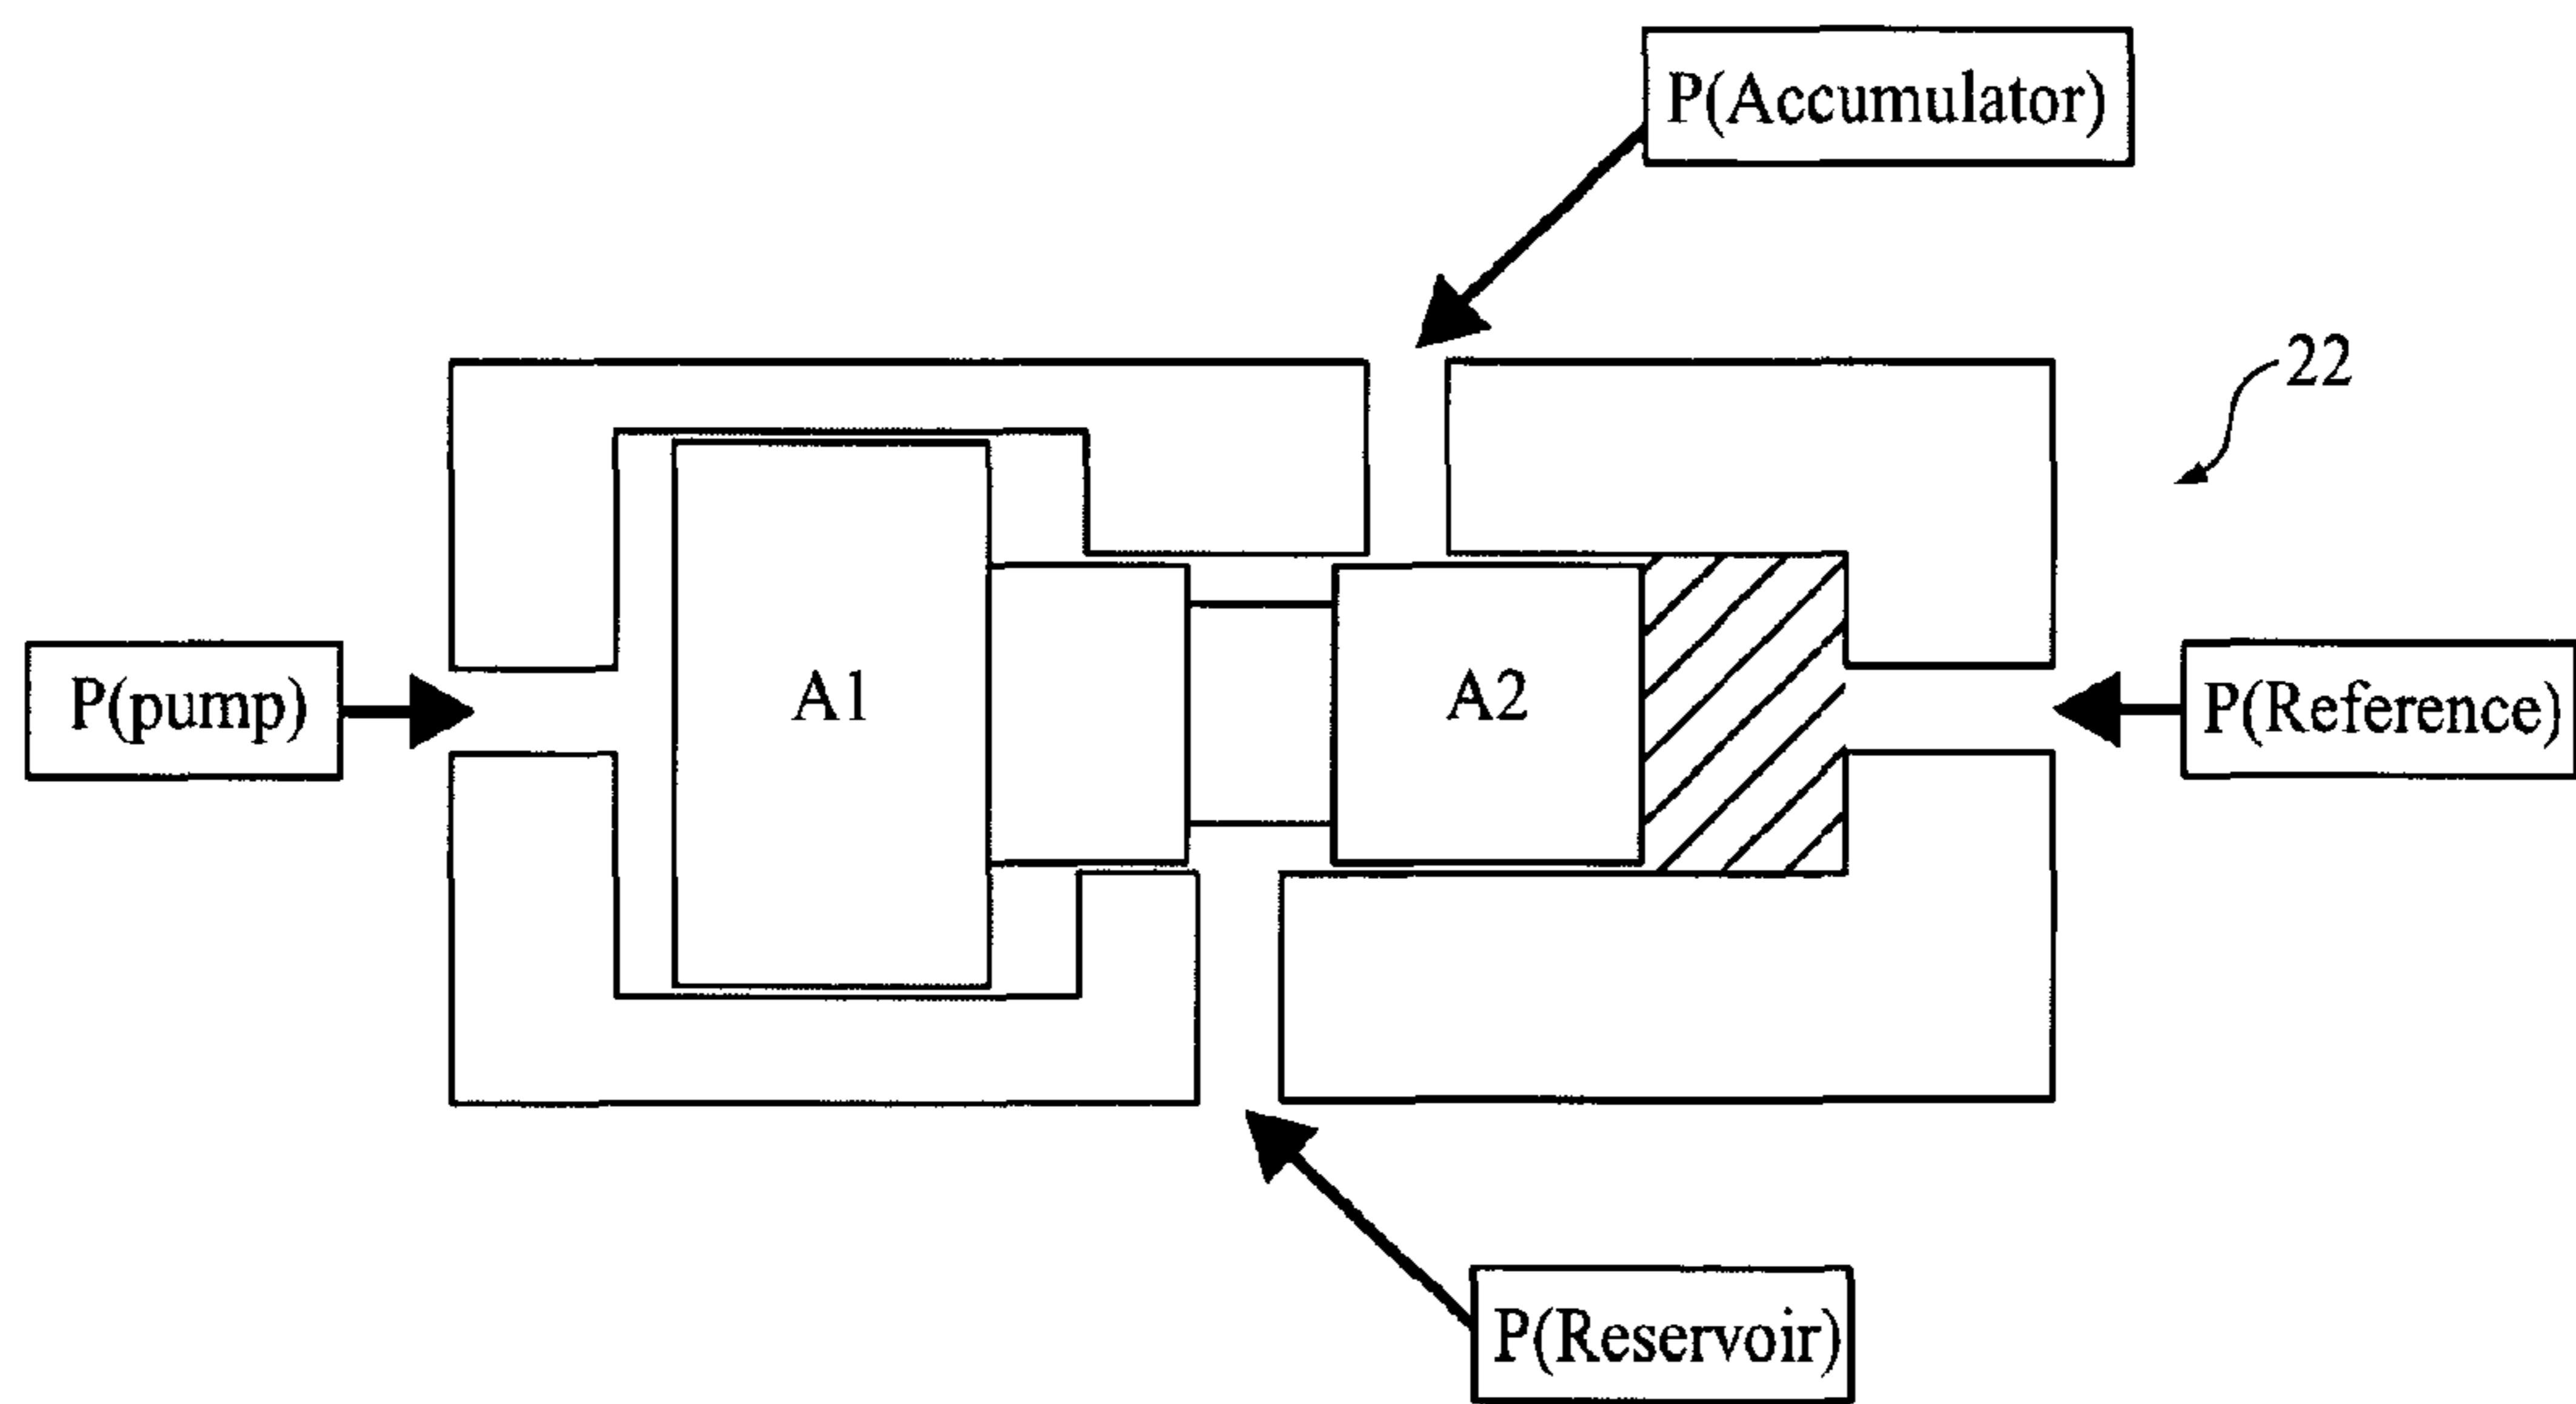 P(Accumulator)
22
P(pump)
A1
A2
P(Reference)
P(Reservoir)